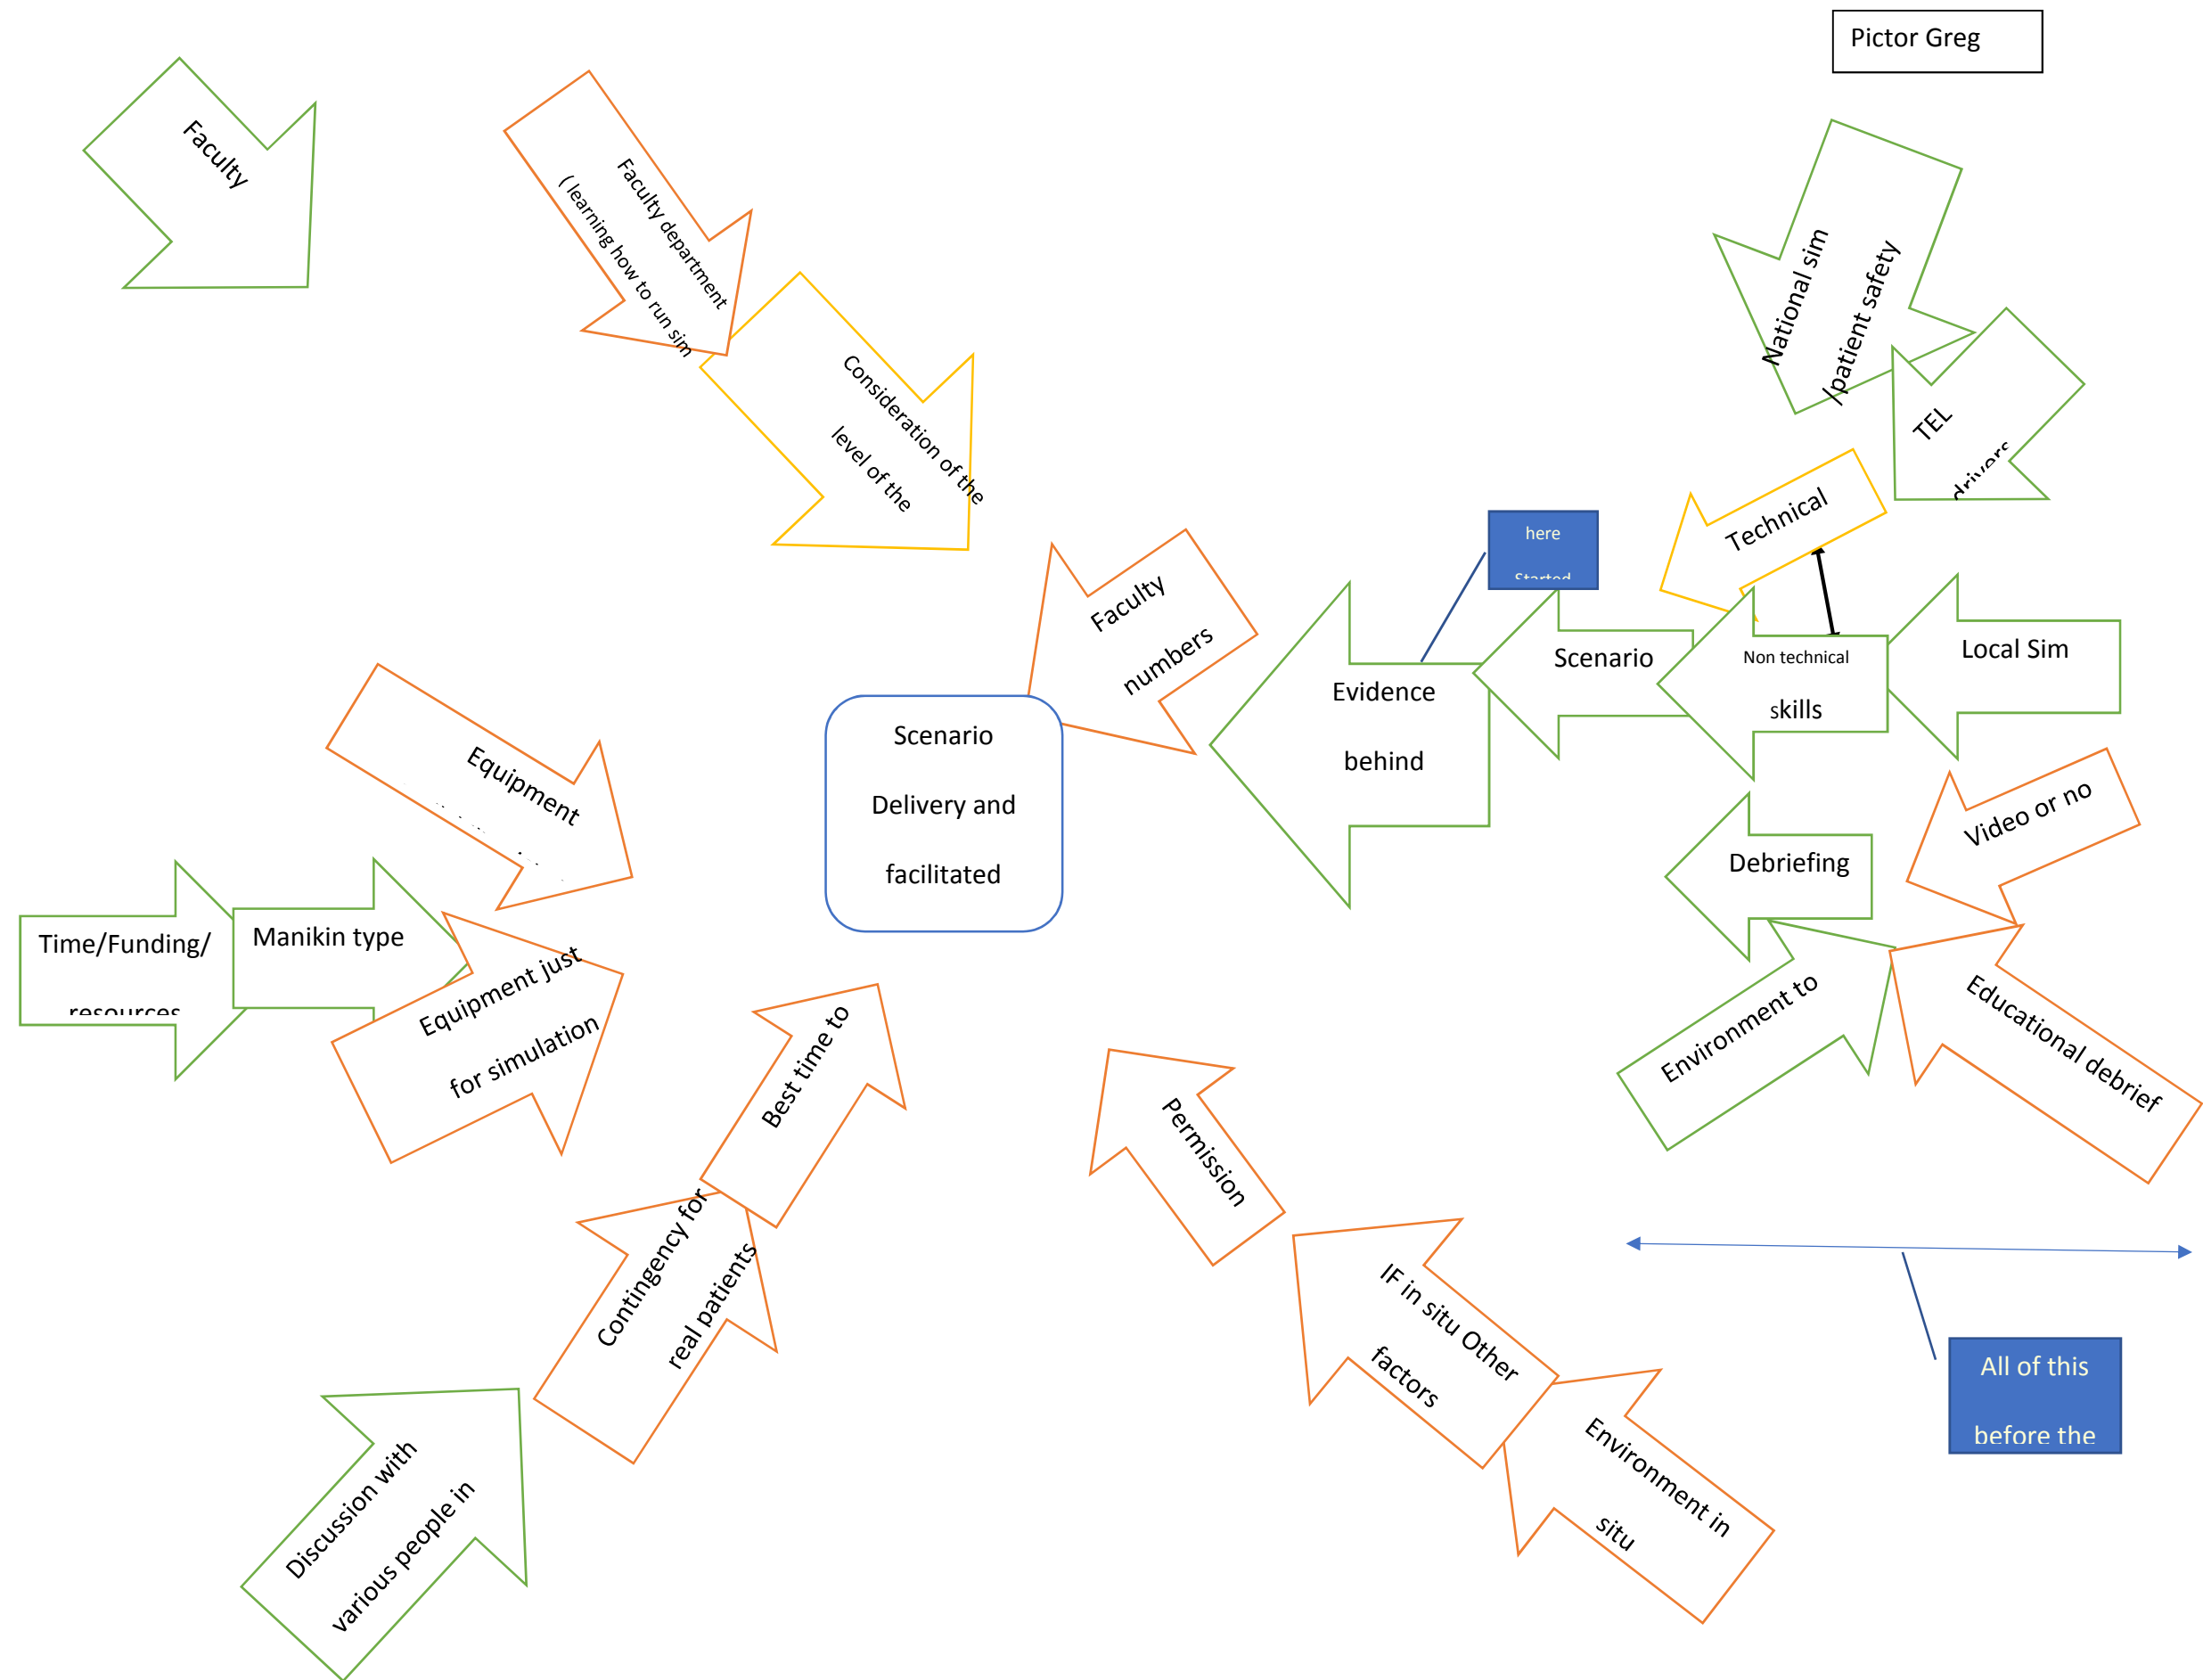 Pictor Greg
Faculty
Faculty department
( learning how to run sim
Consideration of the
level of the
National sim
/patient safety
TEL
drivers
Technical
here
Started
Faculty
numbers
Evidence
behind
Scenario
Non technical
skills
Local Sim
Scenario
Delivery and
facilitated
Equipment
Time/Funding/
resources
Manikin type
Equipment just
for simulation
Video or no
Debriefing
Environment to
Educational debrief
Best time to
Permission
Contingency for
real patients
IF in situ Other
factors
Environment in
situ
Discussion with
various people in
All of this
before the